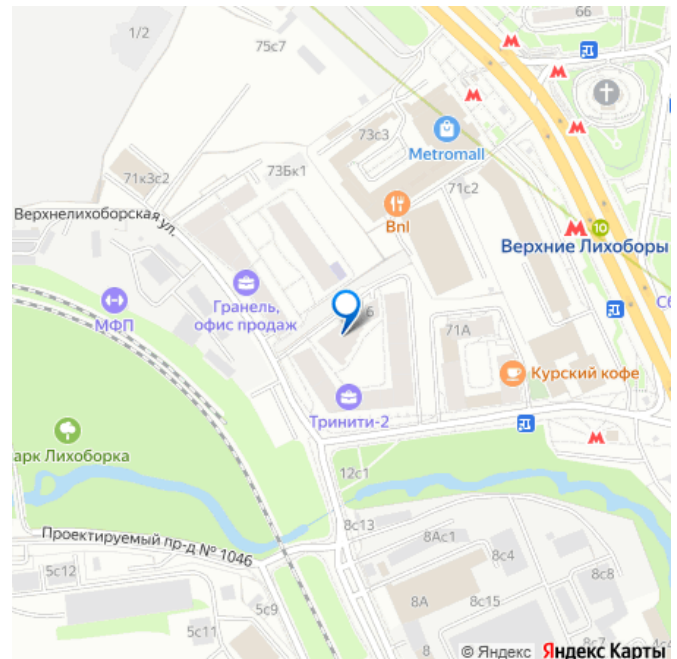 66
1/2
75с7
73с3
Metromall
71к3с2
73Бк1
71с2
Верхнелихоборская ул.
Bnl
10
Верхние Лихоборы
МФП
Гранель,
офис продаж
6
71А
Курский кофе
Тринити-2
арк Лихоборка
12с1
8с13
8Ас1
Проектируемый пр-д № 1046
5с12
8с4
8с8
5с9
8А
8с15
5с11
8с7
© Яндекс Яндекс Карты